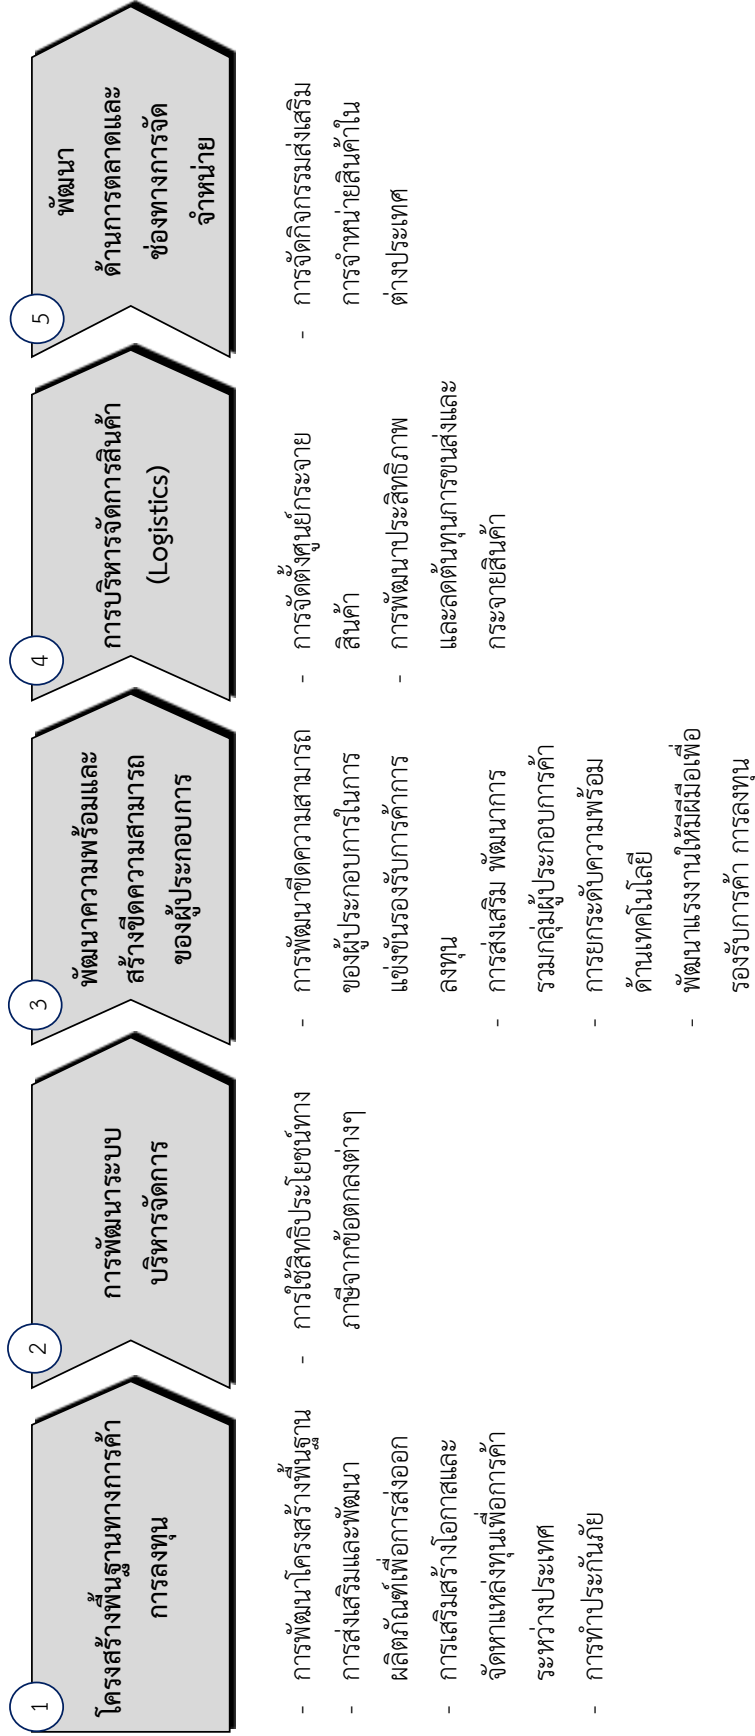 1
โครงสร้างพื้นฐานทางการค้า
การลงทุน
- การพัฒนาโครงสร้างพื้นฐาน
- การส่งเสริมและพัฒนา
ผลิตภัณฑ์เพื่อการส่งออก
- การเสริมสร้างโอกาสและ
จัดหาแหล่งทุนเพื่อการค้า
ระหว่างประเทศ
- การทำประกันภัย
2
การพัฒนาระบบ
บริหารจัดการ
- การใช้สิทธิประโยชน์ทาง
ภาษีจากข้อตกลงต่างๆ
3
พัฒนาความพร้อมและ
สร้างขีดความสามารถ
ของผู้ประกอบการ
- การพัฒนาขีดความสามารถ
ของผู้ประกอบการในการ
แข่งขันรองรับการค้าการ
ลงทุน
- การส่งเสริม พัฒนาการ
รวมกลุ่มผู้ประกอบการค้า
- การยกระดับความพร้อม
ด้านเทคโนโลยี
- พัฒนาแรงงานให้มีฝีมือเพื่อ
รองรับการค้า การลงทุน
4
การบริหารจัดการสินค้า
(Logistics)
- การจัดตั้งศูนย์กระจาย
สินค้า
- การพัฒนาประสิทธิภาพ
และลดต้นทุนการขนส่งและ
กระจายสินค้า
5
พัฒนา
ด้านการตลาดและ
ช่องทางการจัด
จำหน่าย
- การจัดกิจกรรมส่งเสริม
การจำหน่ายสินค้าใน
ต่างประเทศ